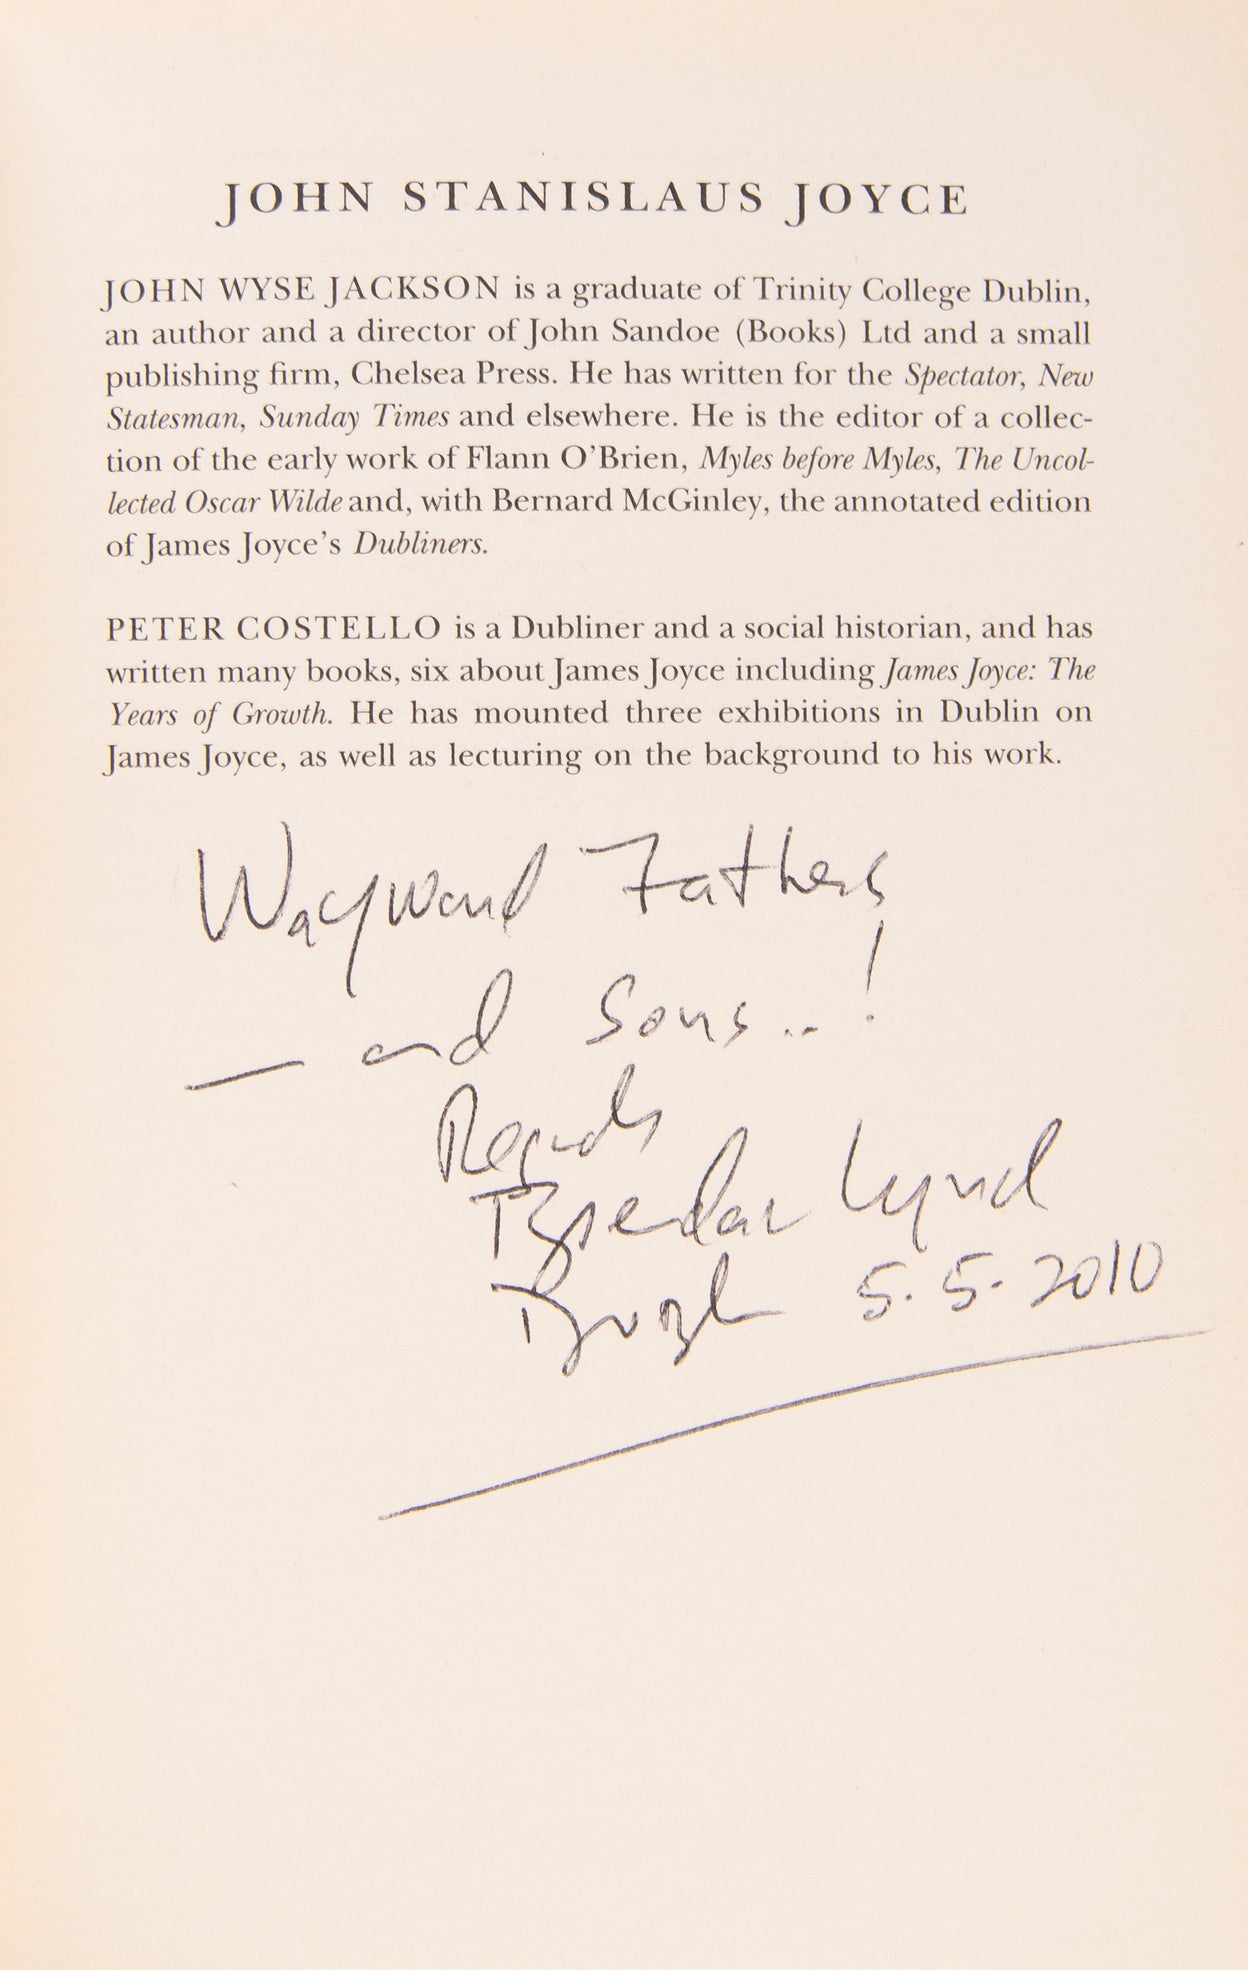 JOHN STANISLAUS JOYCE
JOHN WYSE JACKSON is a graduate of Trinity College Dublin,
an author and a director of John Sandoe (Books) Ltd and a small
publishing firm, Chelsea Press. He has written for the Spectator, New
Statesman, Sunday Times and elsewhere. He is the editor of a collec-
tion of the early work of Flann O'Brien, Myles before Myles, The Uncol-
lected Oscar Wilde and, with Bernard McGinley, the annotated edition
of James Joyce's Dubliners.
PETER COSTELLO is a Dubliner and a social historian, and has
written many books, six about James Joyce including James Joyce: The
Years of Growth. He has mounted three exhibitions in Dublin on
James Joyce, as well as lecturing on the background to his work.
Wayward Fathers
— and Sons..!
Regards
Brendan Lynch
5.5.2010